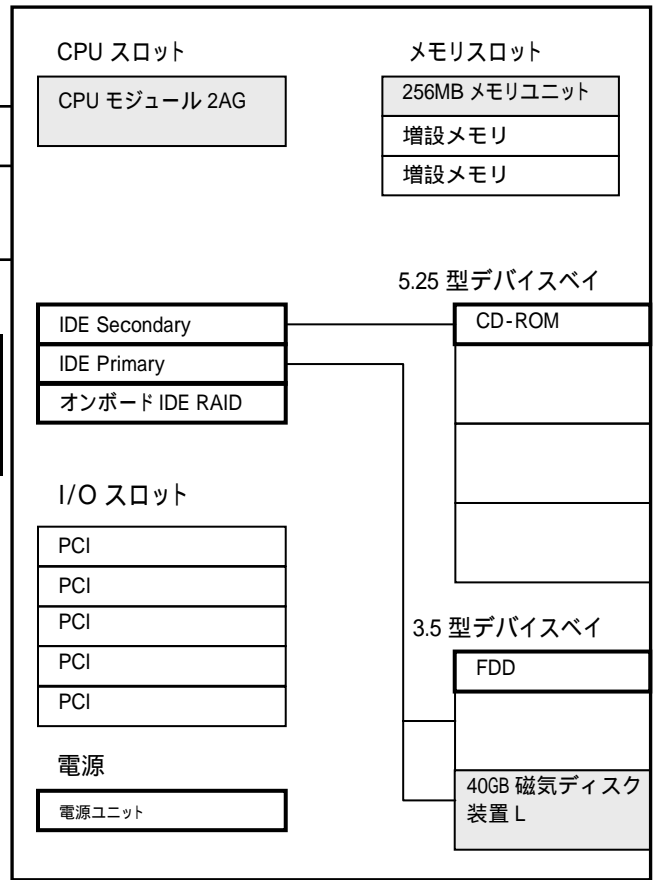 CPU スロット
CPU モジュール 2AG
メモリスロット
256MB メモリユニット
増設メモリ
増設メモリ
IDE Secondary
IDE Primary
オンボード IDE RAID
5.25 型デバイスベイ
CD-ROM
I/O スロット
PCI
PCI
PCI
PCI
PCI
3.5 型デバイスベイ
FDD
40GB 磁気ディスク
装置 L
電源
電源ユニット